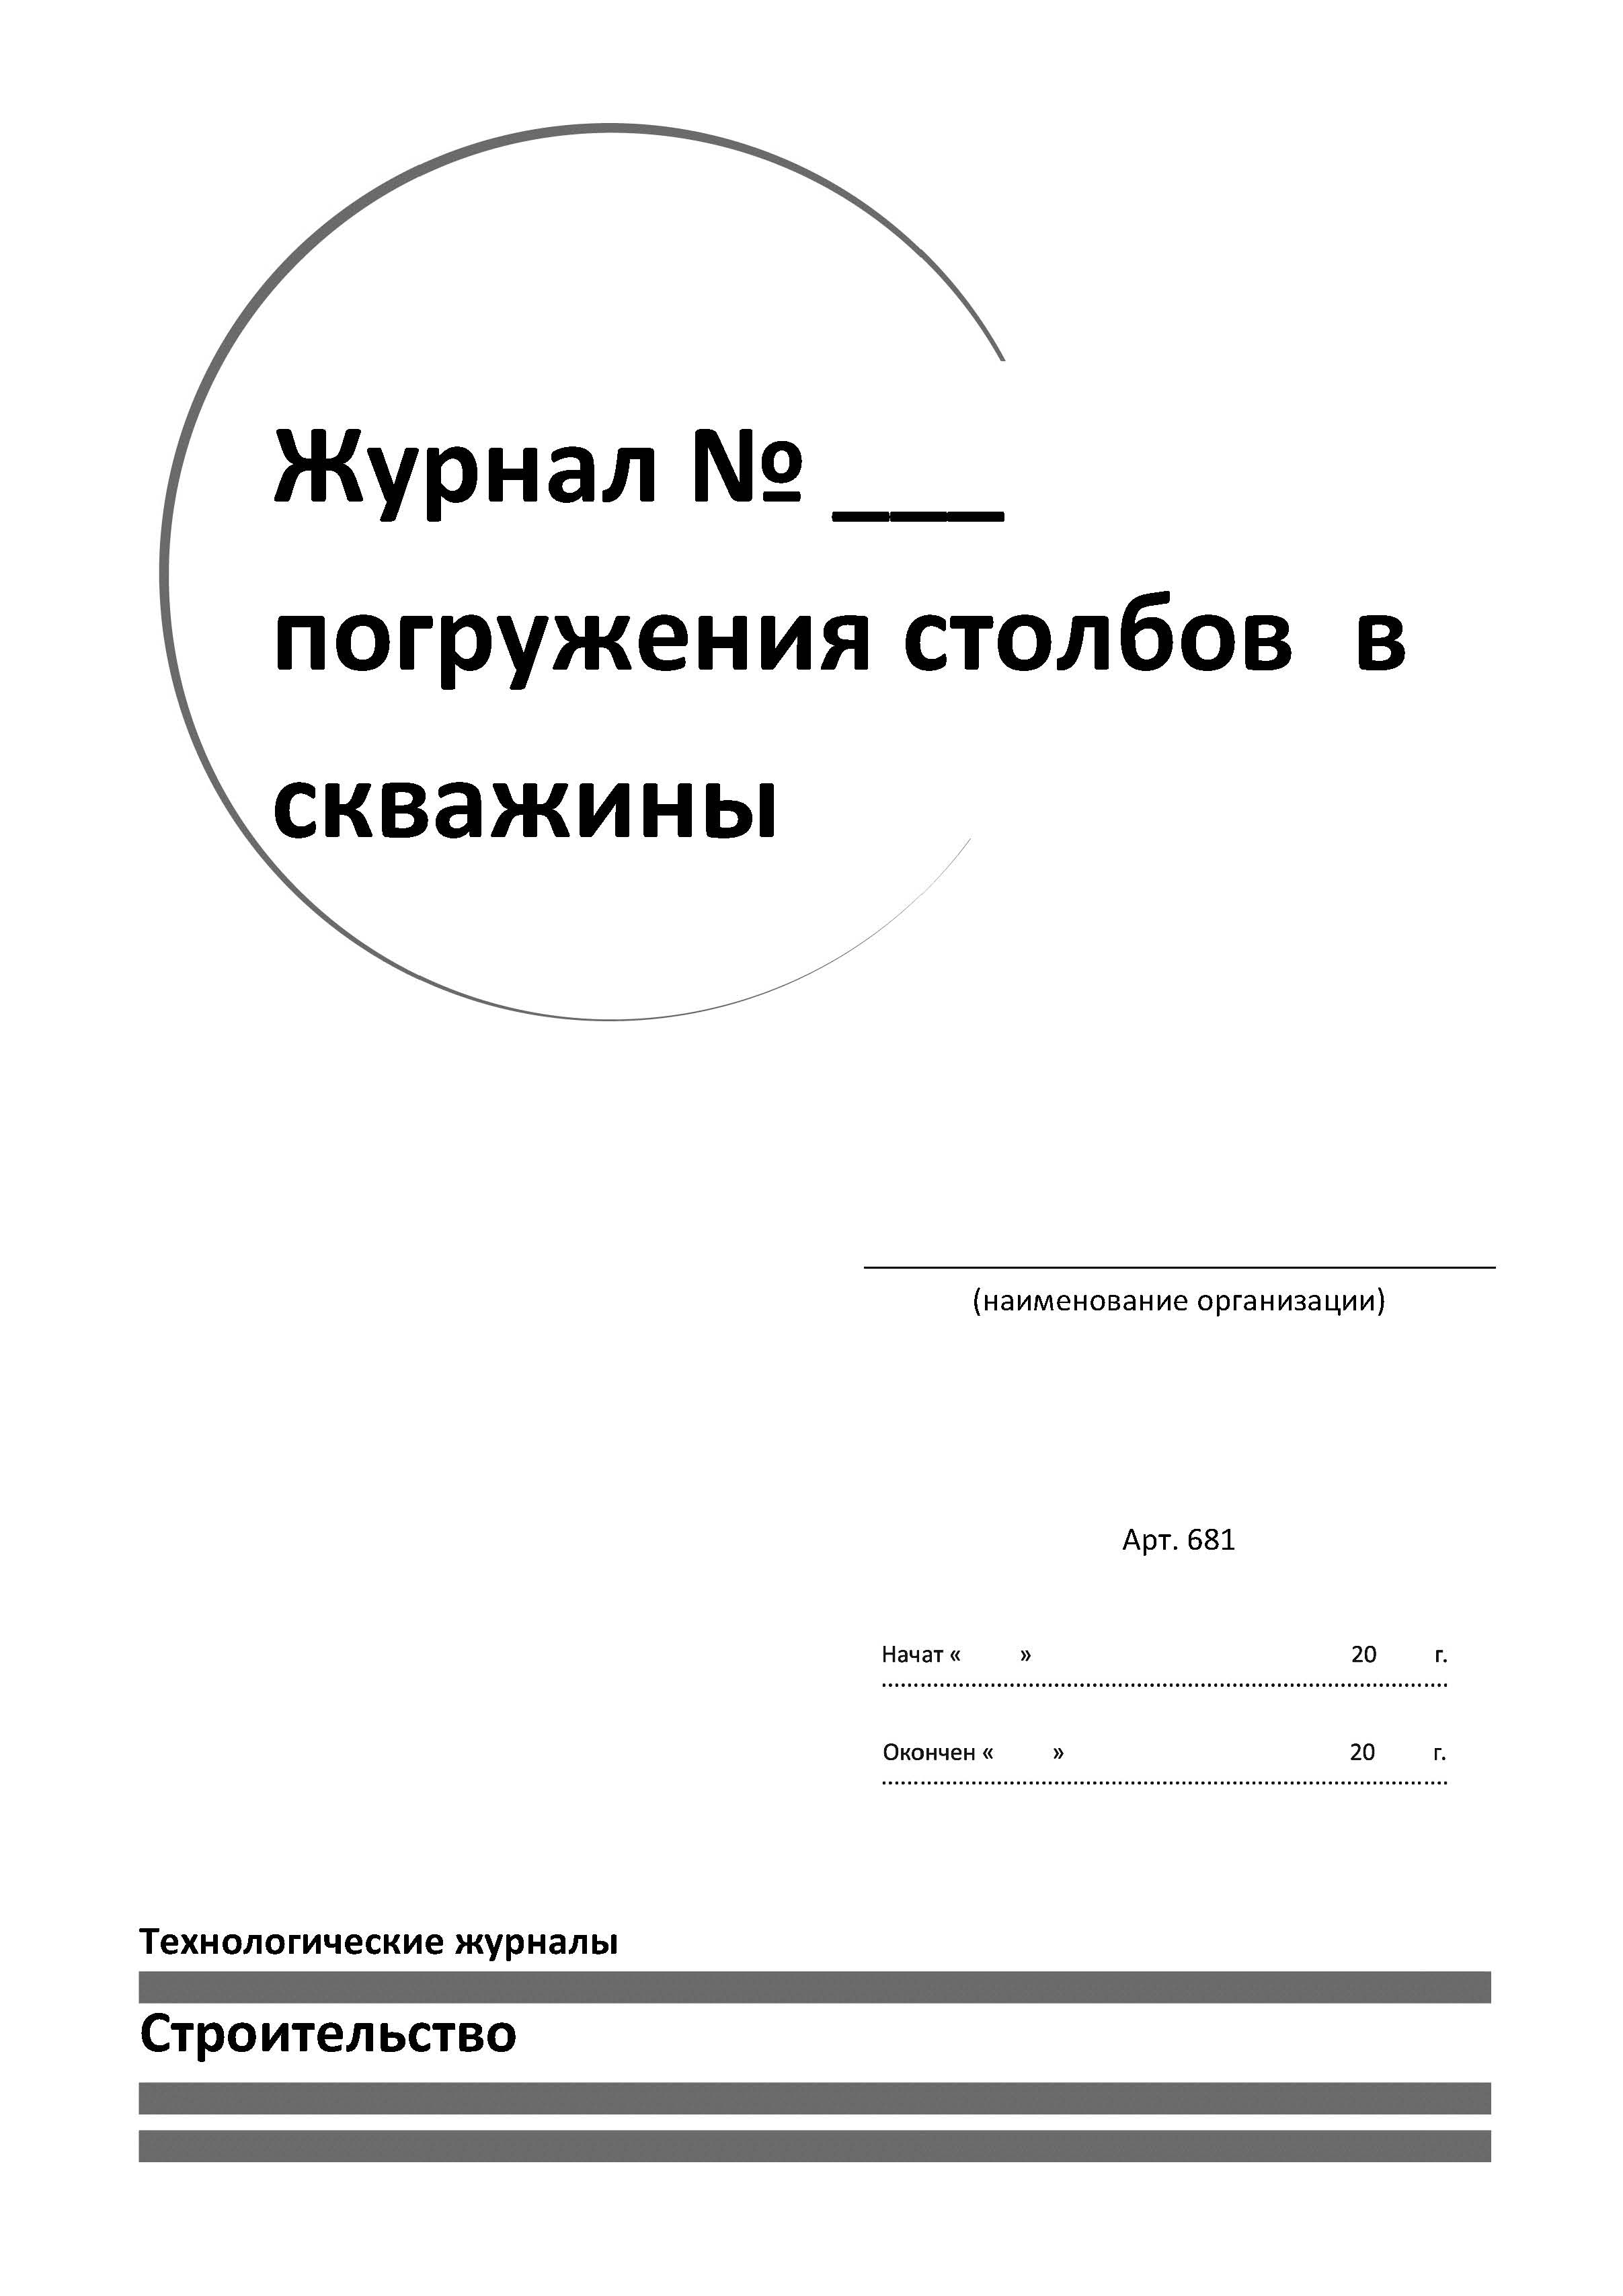 Журнал № ___
погружения столбов в
скважины
(наименование организации)
Арт. 681
Начат « » 20 г.
Окончен « » 20 г.
Технологические журналы
Строительство